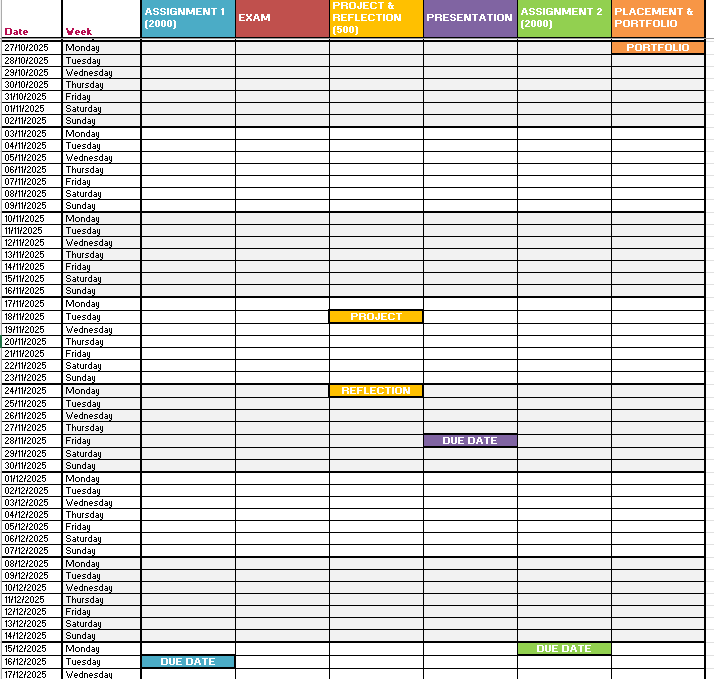 Date Week ASSIGNMENT 1 (2000) EXAM PROJECT & REFLECTION (500) PRESENTATION ASSIGNMENT 2 (2000) PLACEMENT & PORTFOLIO
27/10/2025 Monday PORTFOLIO
28/10/2025 Tuesday
29/10/2025 Wednesday
30/10/2025 Thursday
31/10/2025 Friday
01/11/2025 Saturday
02/11/2025 Sunday
03/11/2025 Monday
04/11/2025 Tuesday
05/11/2025 Wednesday
06/11/2025 Thursday
07/11/2025 Friday
08/11/2025 Saturday
09/11/2025 Sunday
10/11/2025 Monday
11/11/2025 Tuesday
12/11/2025 Wednesday
13/11/2025 Thursday
14/11/2025 Friday
15/11/2025 Saturday
16/11/2025 Sunday
17/11/2025 Monday
18/11/2025 Tuesday PROJECT
19/11/2025 Wednesday
20/11/2025 Thursday
21/11/2025 Friday
22/11/2025 Saturday
23/11/2025 Sunday
24/11/2025 Monday REFLECTION
25/11/2025 Tuesday
26/11/2025 Wednesday
27/11/2025 Thursday
28/11/2025 Friday DUE DATE
29/11/2025 Saturday
30/11/2025 Sunday
01/12/2025 Monday
02/12/2025 Tuesday
03/12/2025 Wednesday
04/12/2025 Thursday
05/12/2025 Friday
06/12/2025 Saturday
07/12/2025 Sunday
08/12/2025 Monday
09/12/2025 Tuesday
10/12/2025 Wednesday
11/12/2025 Thursday
12/12/2025 Friday
13/12/2025 Saturday
14/12/2025 Sunday
15/12/2025 Monday DUE DATE
16/12/2025 Tuesday DUE DATE
17/12/2025 Wednesday